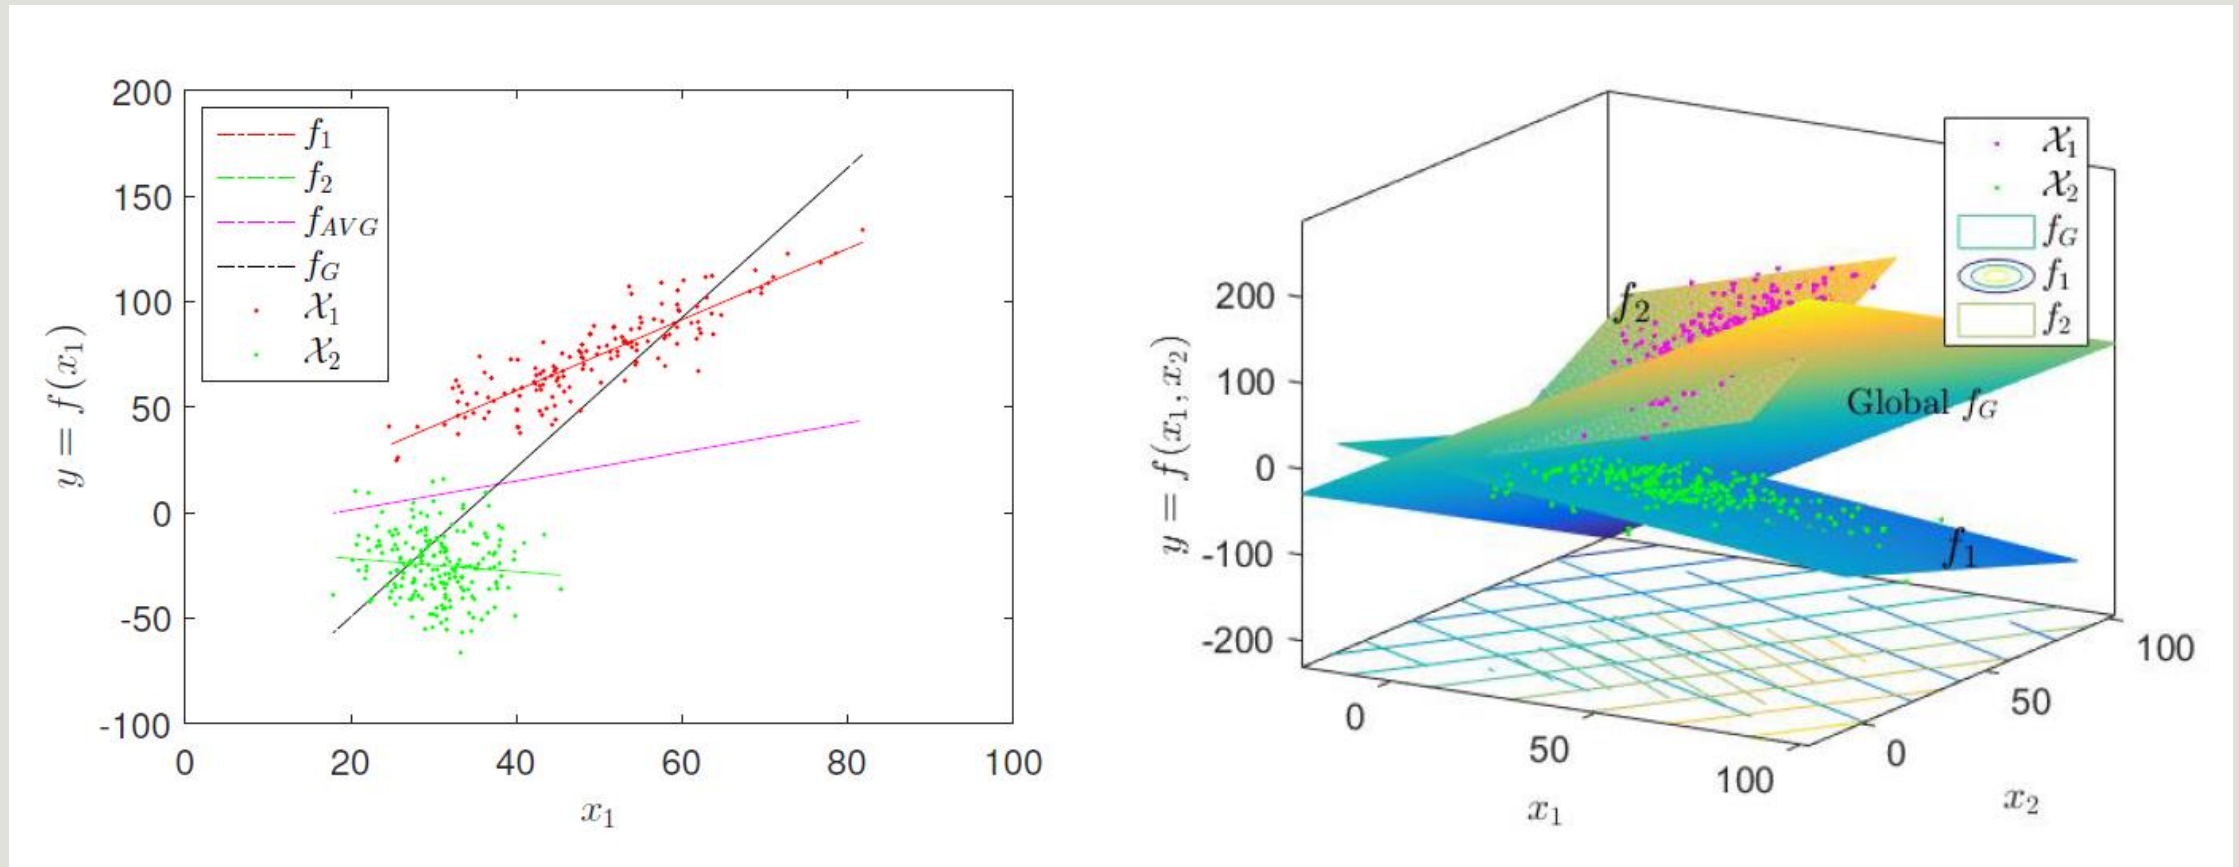 200
150
100
50
0
-50
-100
0 20 40 60 80 100
y = f(x₁)
x₁
f₁
f₂
f_{AVG}
f_G
𝒳₁
𝒳₂
200
100
0
-100
-200
y = f(x₁, x₂)
0
50
100
x₁
0
50
100
x₂
f₂
Global f_G
f₁
𝒳₁
𝒳₂
f_G
f₁
f₂